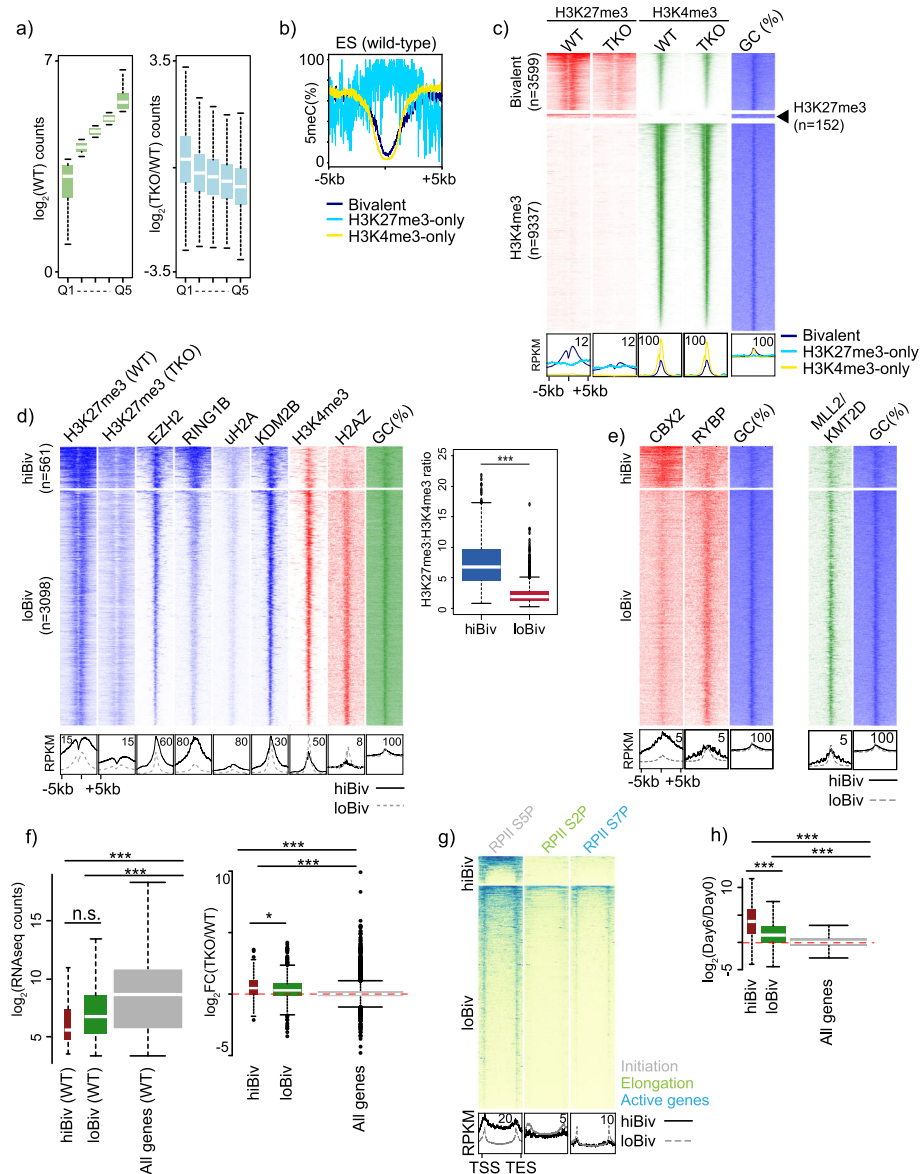 a)
7
log2(WT) counts
0
Q1 Q5
3.5
log2(TKO/WT) counts
-3.5
Q1 Q5
b)
ES (wild-type)
100
5meC(%)
0
-5kb +5kb
Bivalent
H3K27me3-only
H3K4me3-only
c)
H3K27me3 H3K4me3
WT TKO WT TKO GC (%)
Bivalent
(n=3599)
H3K27me3
(n=152)
H3K4me3
(n=9337)
RPKM
12 12 100 100 100
-5kb +5kb
Bivalent
H3K27me3-only
H3K4me3-only
d)
H3K27me3 (WT)
H3K27me3 (TKO)
EZH2
RING1B
uH2A
KDM2B
H3K4me3
H2AZ
GC(%)
hiBiv
(n=561)
loBiv
(n=3098)
RPKM
15 15 60 80 80 30 50 8 100
-5kb +5kb
hiBiv
loBiv
H3K27me3:H3K4me3 ratio
25
20
15
10
5
0
***
hiBiv loBiv
e)
CBX2 RYBP GC(%)
MLL2/
KMT2D
GC(%)
hiBiv
loBiv
RPKM
5 5 100 5 100
-5kb +5kb
hiBiv
loBiv
f)
log2(RNAseq counts)
15
10
5
***
***
n.s.
hiBiv (WT)
loBiv (WT)
All genes (WT)
log2FC(TKO/WT)
10
5
0
-5
***
***
*
hiBiv
loBiv
All genes
g)
RPII S5P
RPII S2P
RPII S7P
hiBiv
loBiv
Initiation
Elongation
Active genes
RPKM
20 5 10
TSS TES
hiBiv
loBiv
h)
***
***
***
log2(Day6/Day0)
10
-5
hiBiv
loBiv
All genes